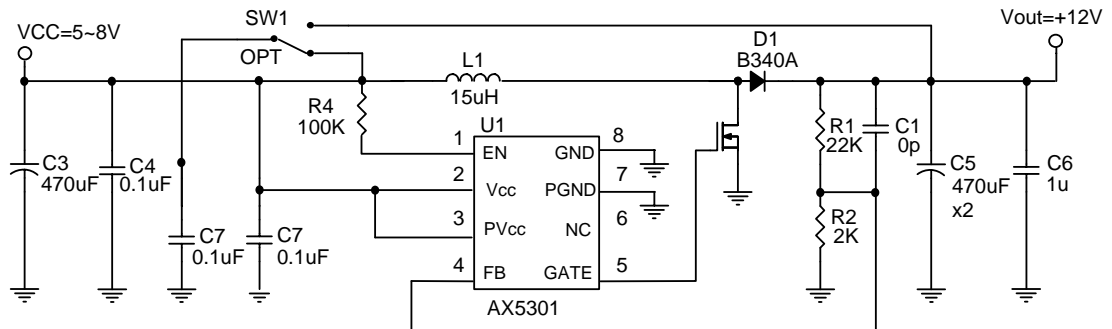 VCC=5~8V
SW1
OPT
Vout=+12V
D1
B340A
L1
15uH
R4
100K
U1
1
EN
GND
8
2
Vcc
PGND
7
3
PVcc
NC
6
4
FB
GATE
5
AX5301
C3
470uF
C4
0.1uF
C7
0.1uF
C7
0.1uF
R1
22K
C1
0p
R2
2K
C5
470uF
x2
C6
1u